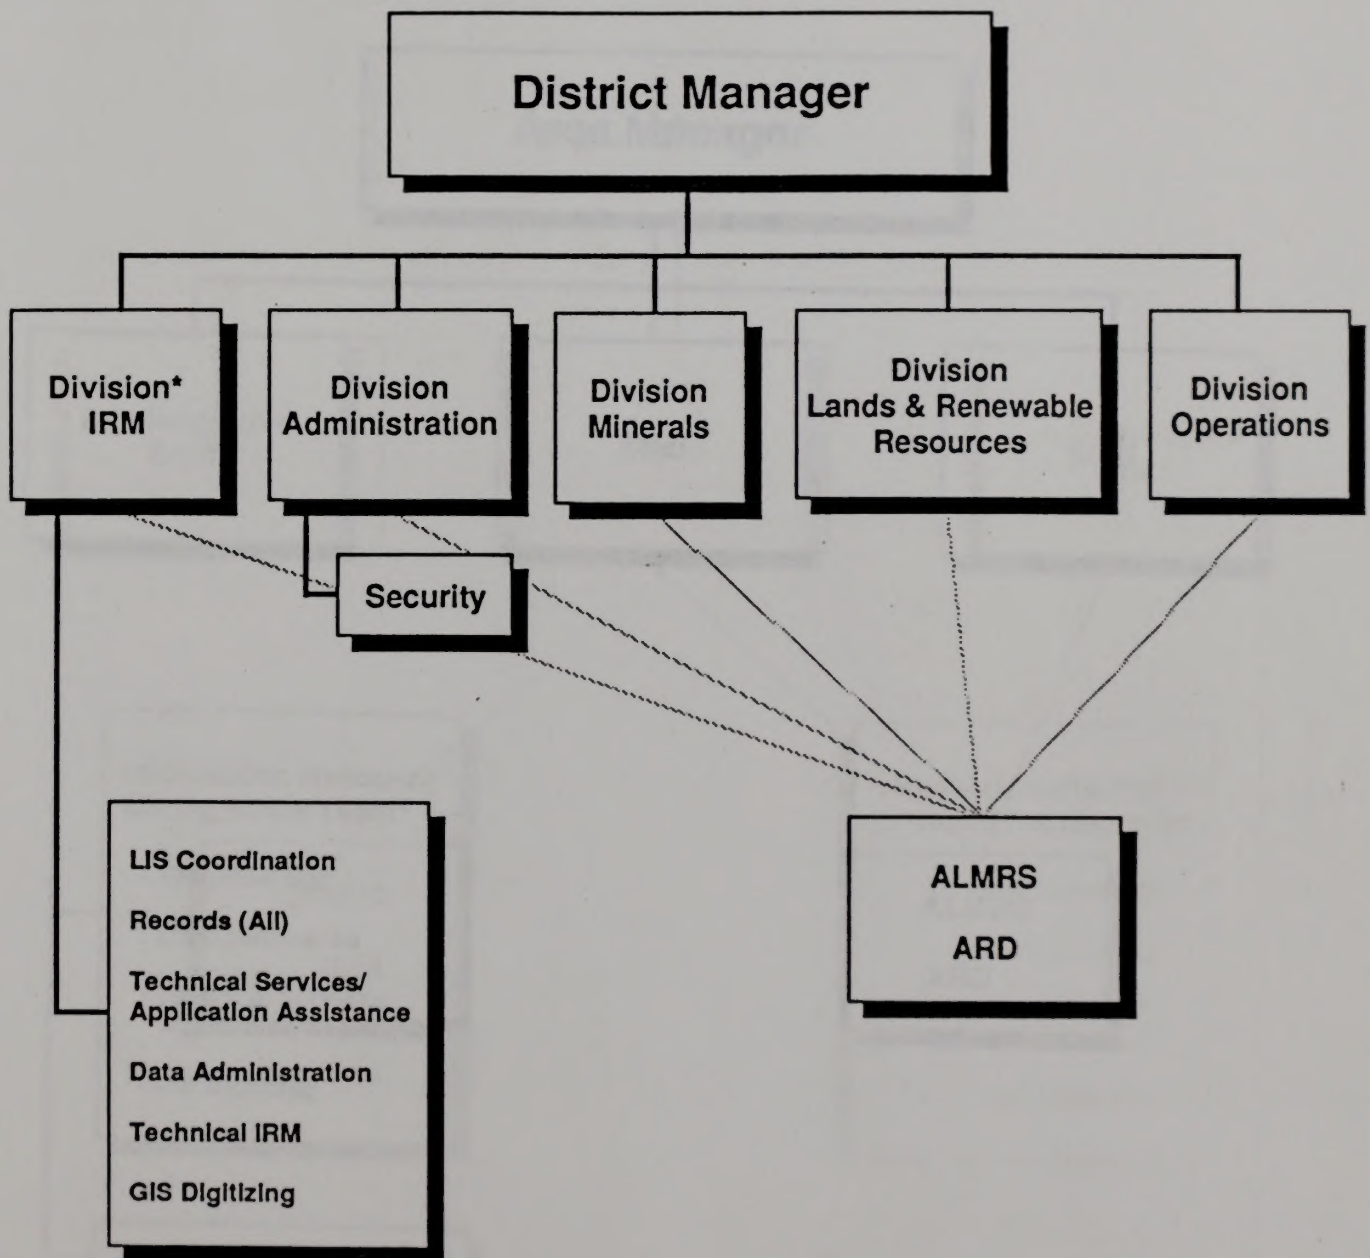 District Manager
Division*
IRM
Division
Administration
Division
Minerals
Division
Lands & Renewable
Resources
Division
Operations
Security
LIS Coordination
Records (All)
Technical Services/
Application Assistance
Data Administration
Technical IRM
GIS Digitizing
ALMRS
ARD